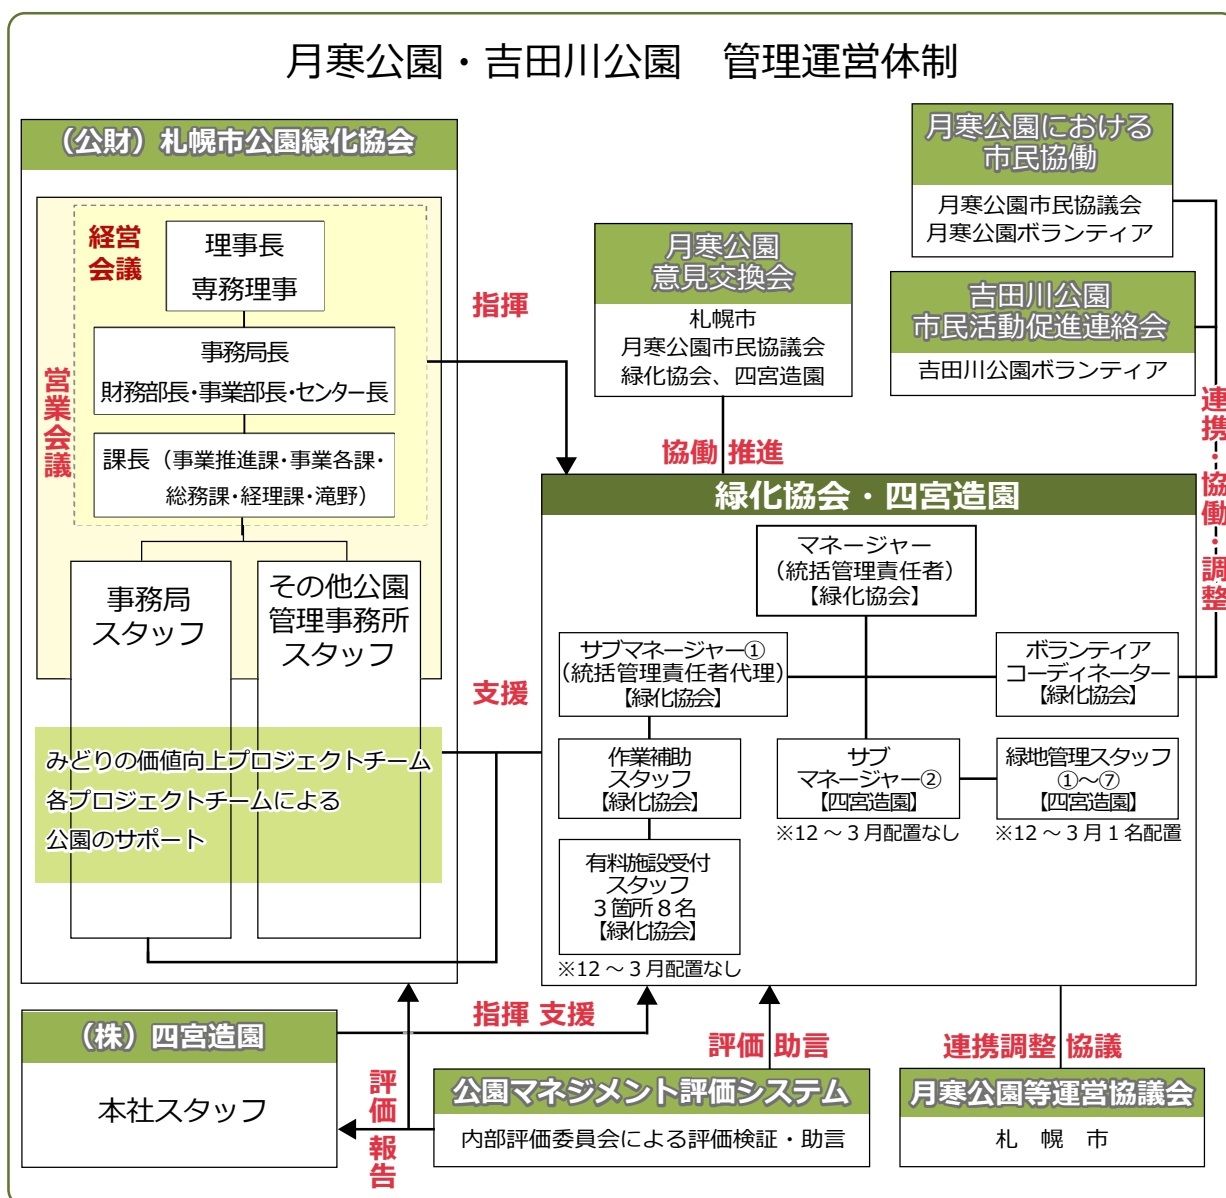 月寒公園・吉田川公園　管理運営体制
（公財）札幌市公園緑化協会
経営
会議
理事長
専務理事
事務局長
財務部長・事業部長・センター長
課長（事業推進課・事業各課・
総務課・経理課・滝野）
営業会議
事務局
スタッフ
その他公園
管理事務所
スタッフ
みどりの価値向上プロジェクトチーム
各プロジェクトチームによる
公園のサポート
指揮
支援
月寒公園
意見交換会
札幌市
月寒公園市民協議会
緑化協会、四宮造園
協働 推進
月寒公園における
市民協働
月寒公園市民協議会
月寒公園ボランティア
吉田川公園
市民活動促進連絡会
吉田川公園ボランティア
連携・協働・調整
緑化協会・四宮造園
マネージャー
（統括管理責任者）
【緑化協会】
サブマネージャー①
（統括管理責任者代理）
【緑化協会】
ボランティア
コーディネーター
【緑化協会】
作業補助
スタッフ
【緑化協会】
サブ
マネージャー②
【四宮造園】
※12～３月配置なし
緑地管理スタッフ
①～⑦
【四宮造園】
※12～３月１名配置
有料施設受付
スタッフ
３箇所８名
【緑化協会】
※12～３月配置なし
（株）四宮造園
本社スタッフ
指揮 支援
評価
報告
評価 助言
公園マネジメント評価システム
内部評価委員会による評価検証・助言
連携調整 協議
月寒公園等運営協議会
札　幌　市